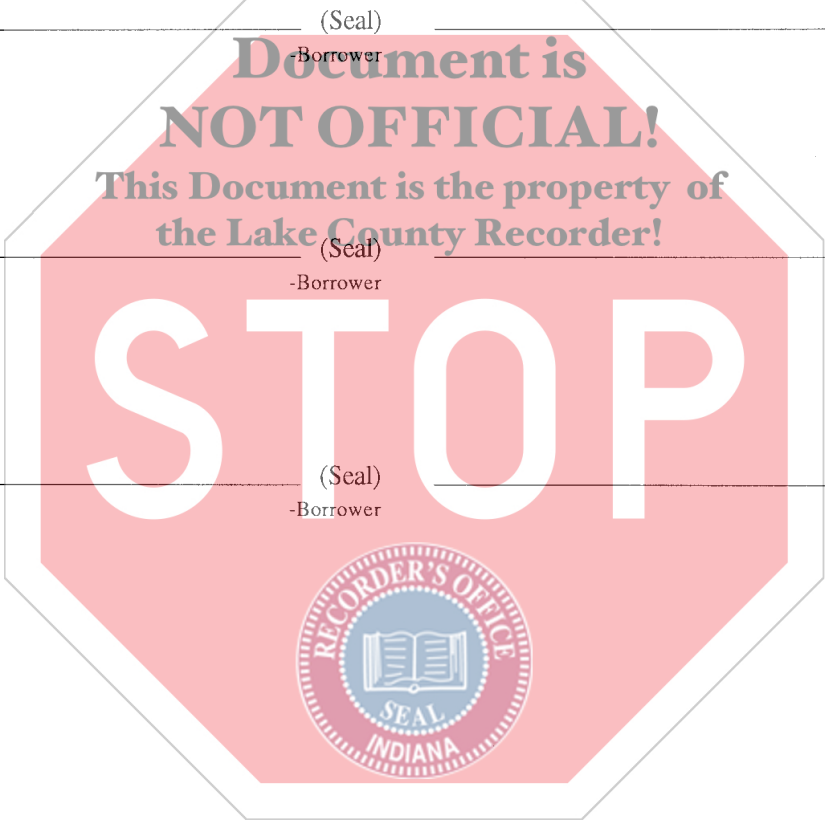 (Seal)
-Borrower
Document is
NOT OFFICIAL!
This Document is the property of
the Lake County Recorder!
(Seal)
-Borrower
STOP
(Seal)
-Borrower
RECORDER'S OFFICE
SEAL
INDIANA